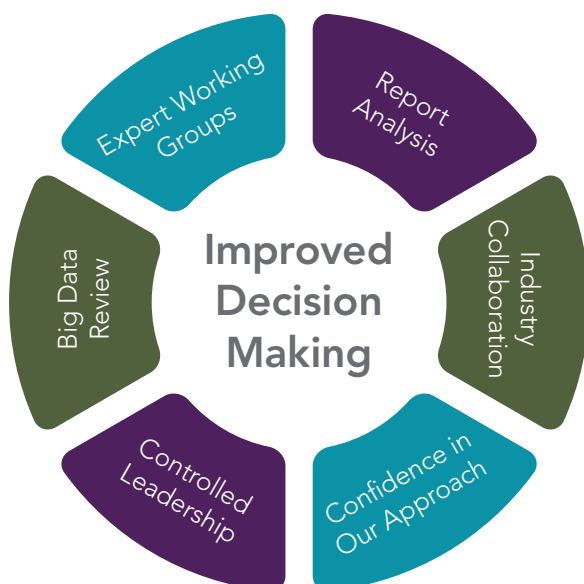 Expert Working
Groups
Report
Analysis
Industry
Collaboration
Confidence in
Our Approach
Controlled
Leadership
Big Data
Review
Improved
Decision
Making